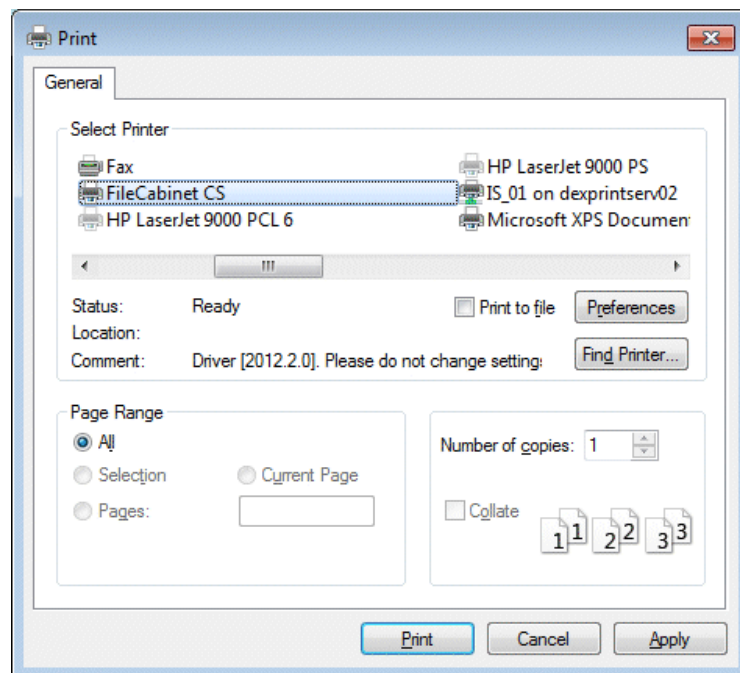 Print
General
Select Printer
Fax
HP LaserJet 9000 PS
FileCabinet CS
IS_01 on dexprintserv02
HP LaserJet 9000 PCL 6
Microsoft XPS Documen
Status: Ready
Print to file
Preferences
Location:
Comment: Driver [2012.2.0]. Please do not change setting
Find Printer...
Page Range
All
Selection
Current Page
Pages:
Number of copies: 1
Collate
1 1 2 2 3 3
Print
Cancel
Apply